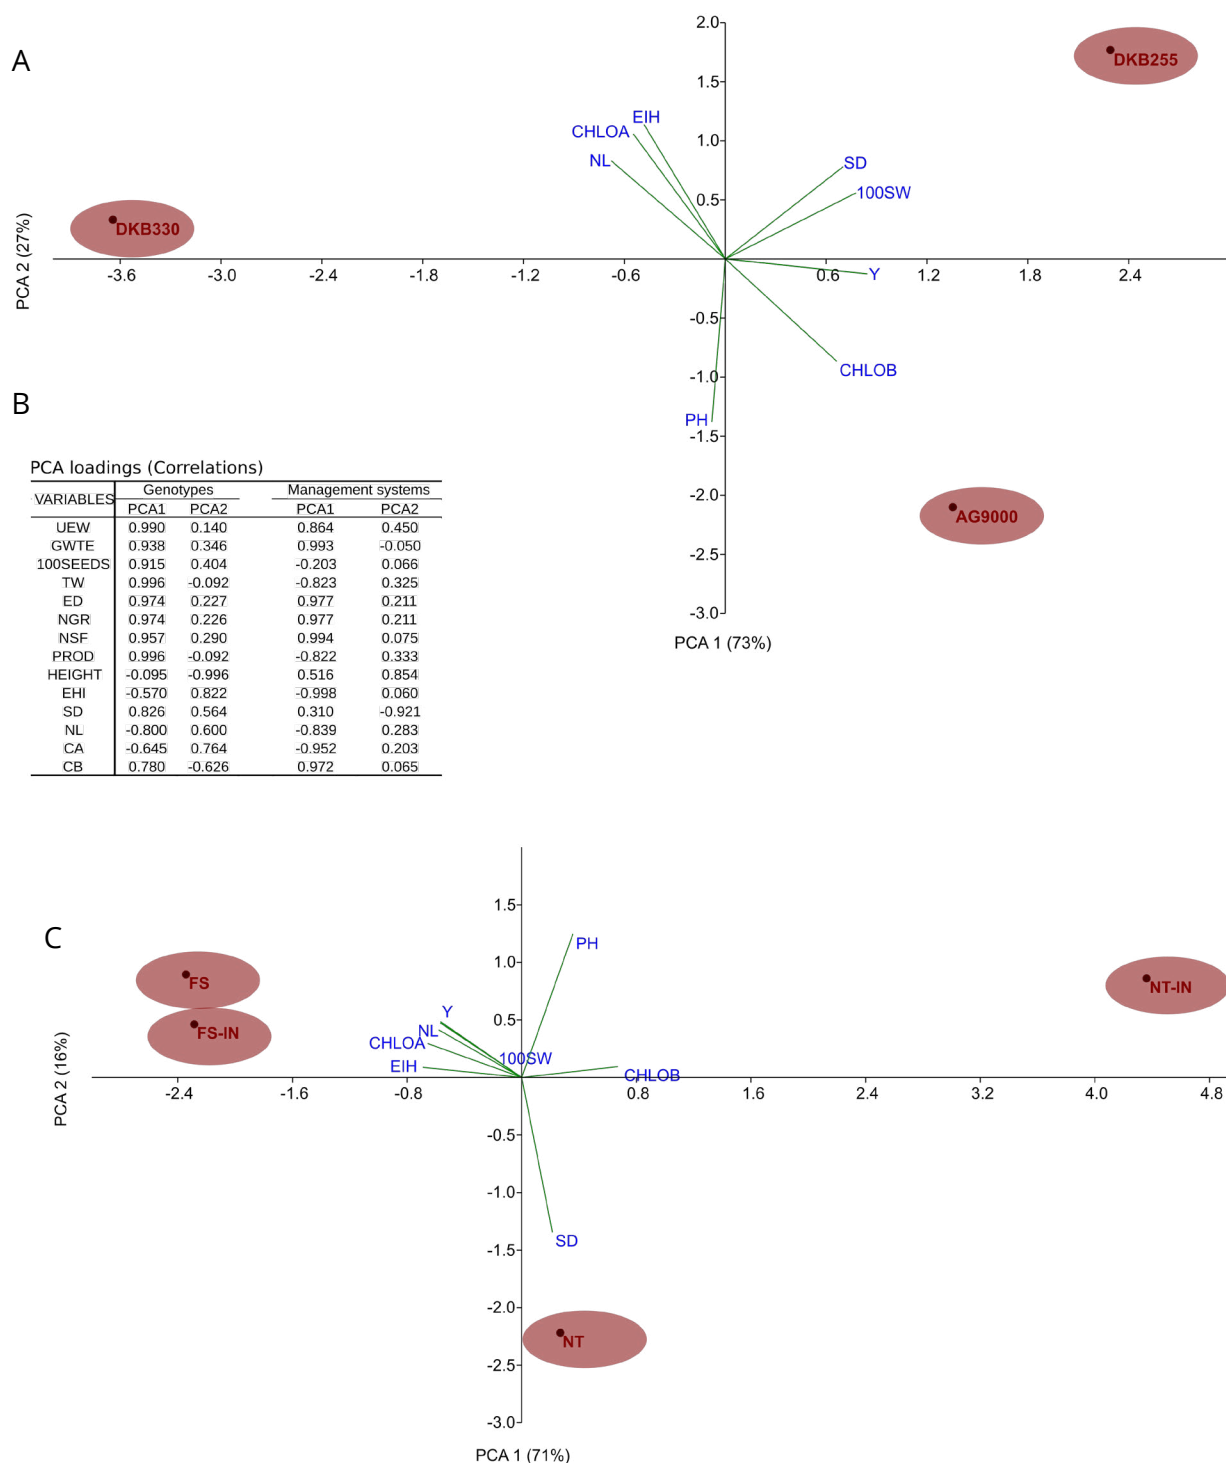 A
2.0
DKB255
1.5
EIH
CHLOA
1.0
NL
SD
100SW
0.5
DKB330
PCA 2 (27%)
-3.6 -3.0 -2.4 -1.8 -1.2 -0.6 0.6 1.2 1.8 2.4
Y
-0.5
CHLOB
-1.0
PH
-1.5
-2.0
AG9000
-2.5
-3.0
PCA 1 (73%)
B
PCA loadings (Correlations)
VARIABLES Genotypes Management systems
PCA1 PCA2 PCA1 PCA2
UEW 0.990 0.140 0.864 0.450
GWTE 0.938 0.346 0.993 -0.050
100SEEDS 0.915 0.404 -0.203 0.066
TW 0.996 -0.092 -0.823 0.325
ED 0.974 0.227 0.977 0.211
NGR 0.974 0.226 0.977 0.211
NSF 0.957 0.290 0.994 0.075
PROD 0.996 -0.092 -0.822 0.333
HEIGHT -0.095 -0.996 0.516 0.854
EHI -0.570 0.822 -0.998 0.060
SD 0.826 0.564 0.310 -0.921
NL -0.800 0.600 -0.839 0.283
CA -0.645 0.764 -0.952 0.203
CB 0.780 -0.626 0.972 0.065
C
1.5
PH
1.0
FS
NT-IN
0.5
Y
FS-IN
NL
CHLOA
100SW
EIH
CHLOB
PCA 2 (16%)
-2.4 -1.6 -0.8 0.8 1.6 2.4 3.2 4.0 4.8
-0.5
-1.0
SD
-1.5
-2.0
NT
-2.5
-3.0
PCA 1 (71%)